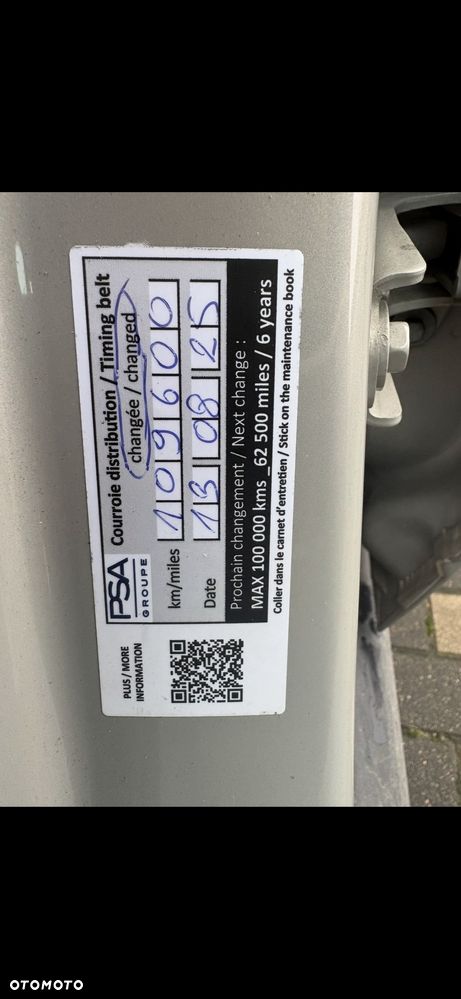 PSA
GROUPE
Courroie distribution / Timing belt
changée / changed
km/miles 109600
Date 13 08 25
Prochain changement / Next change :
MAX 100 000 kms _62 500 miles / 6 years
Coller dans le carnet d'entretien / Stick on the maintenance book
PLUS / MORE
INFORMATION
OTOMOTO